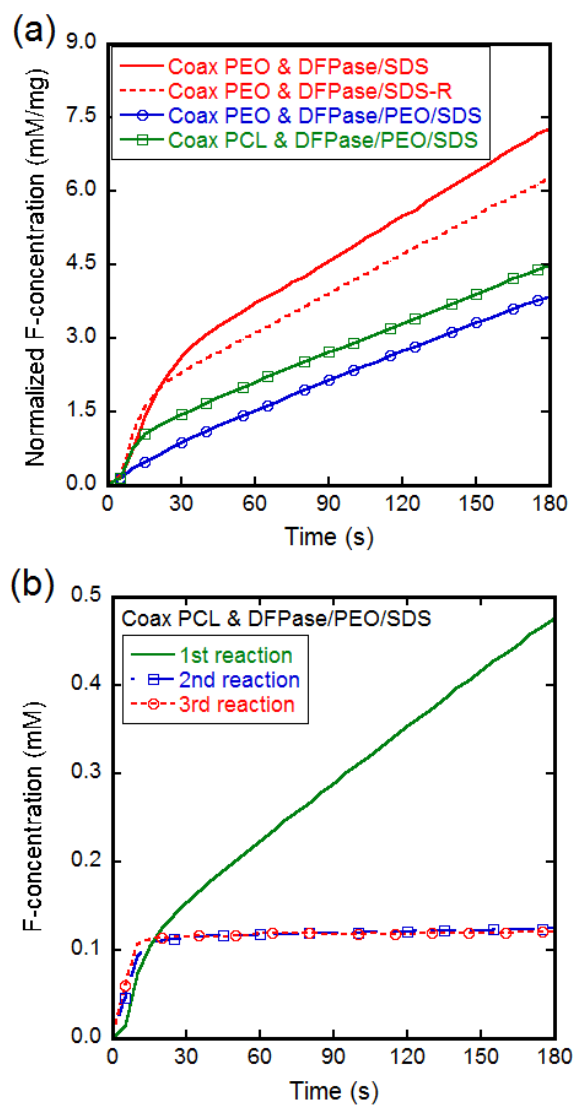 (a)
9.0
7.5
6.0
4.5
3.0
1.5
0.0
Normalized F-concentration (mM/mg)
Coax PEO & DFPase/SDS
Coax PEO & DFPase/SDS-R
Coax PEO & DFPase/PEO/SDS
Coax PCL & DFPase/PEO/SDS
0 30 60 90 120 150 180
Time (s)
(b)
0.5
0.4
0.3
0.2
0.1
0.0
F-concentration (mM)
Coax PCL & DFPase/PEO/SDS
1st reaction
2nd reaction
3rd reaction
0 30 60 90 120 150 180
Time (s)